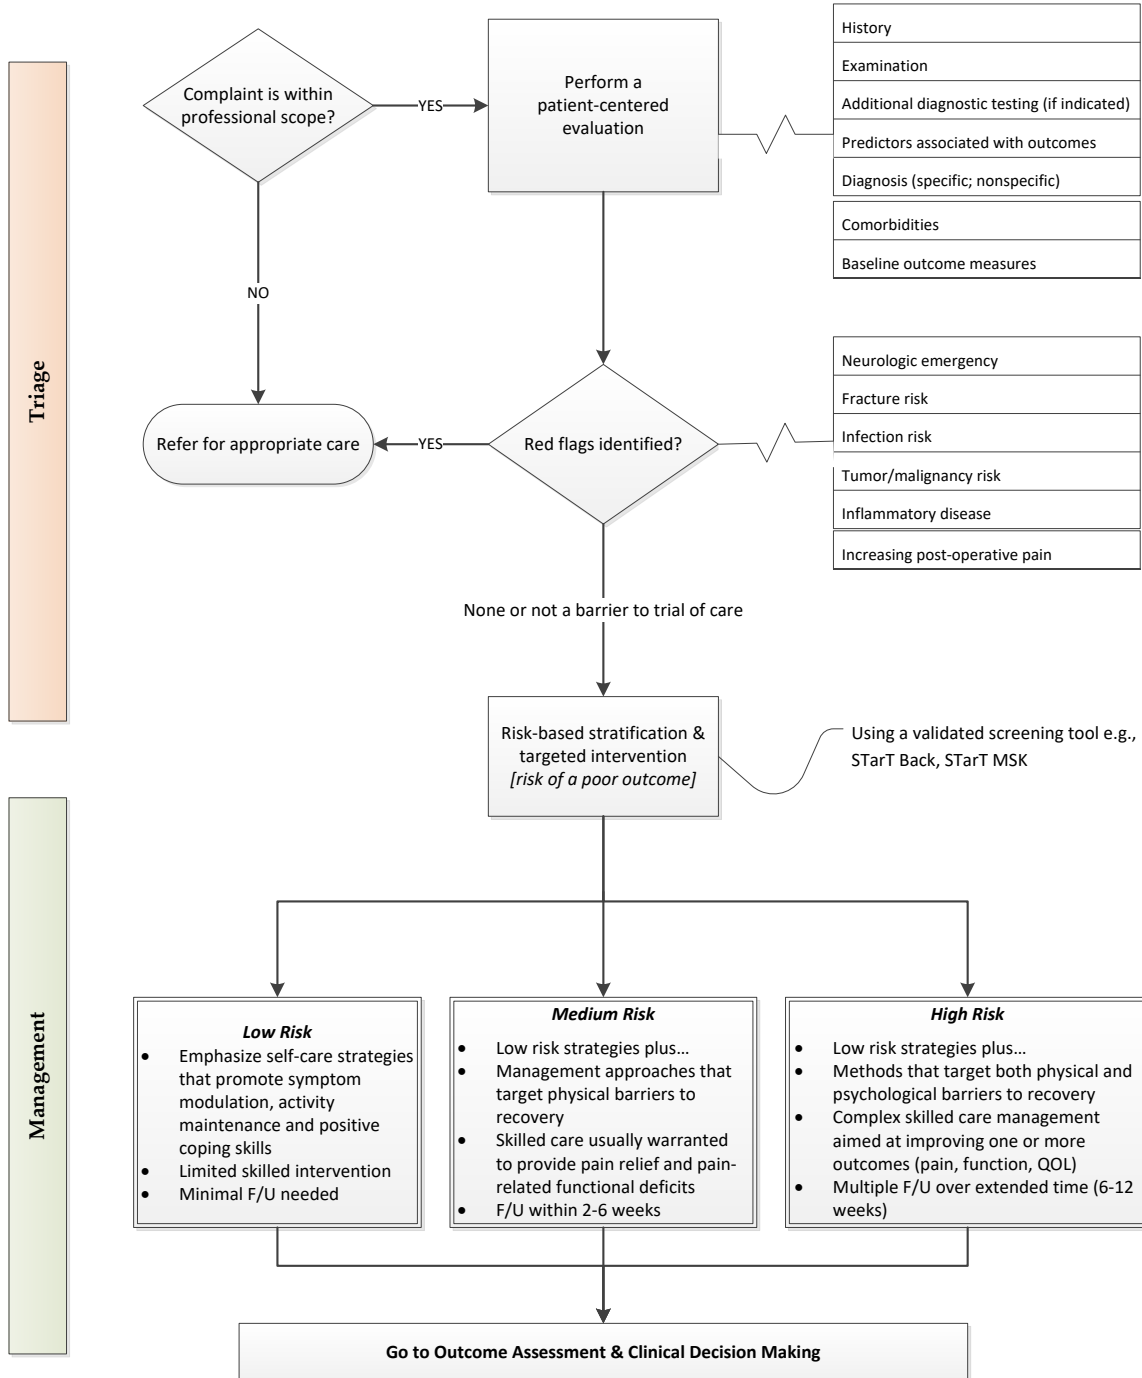 Triage
Complaint is within
professional scope?
YES
Perform a
patient-centered
evaluation
History
Examination
Additional diagnostic testing (if indicated)
Predictors associated with outcomes
Diagnosis (specific; nonspecific)
Comorbidities
Baseline outcome measures
NO
Refer for appropriate care
YES
Red flags identified?
Neurologic emergency
Fracture risk
Infection risk
Tumor/malignancy risk
Inflammatory disease
Increasing post-operative pain
None or not a barrier to trial of care
Risk-based stratification &
targeted intervention
[risk of a poor outcome]
Using a validated screening tool e.g.,
STarT Back, STarT MSK
Management
Low Risk
• Emphasize self-care strategies
that promote symptom
modulation, activity
maintenance and positive
coping skills
• Limited skilled intervention
• Minimal F/U needed
Medium Risk
• Low risk strategies plus…
• Management approaches that
target physical barriers to
recovery
• Skilled care usually warranted
to provide pain relief and pain-
related functional deficits
• F/U within 2-6 weeks
High Risk
• Low risk strategies plus…
• Methods that target both physical and
psychological barriers to recovery
• Complex skilled care management
aimed at improving one or more
outcomes (pain, function, QOL)
• Multiple F/U over extended time (6-12
weeks)
Go to Outcome Assessment & Clinical Decision Making